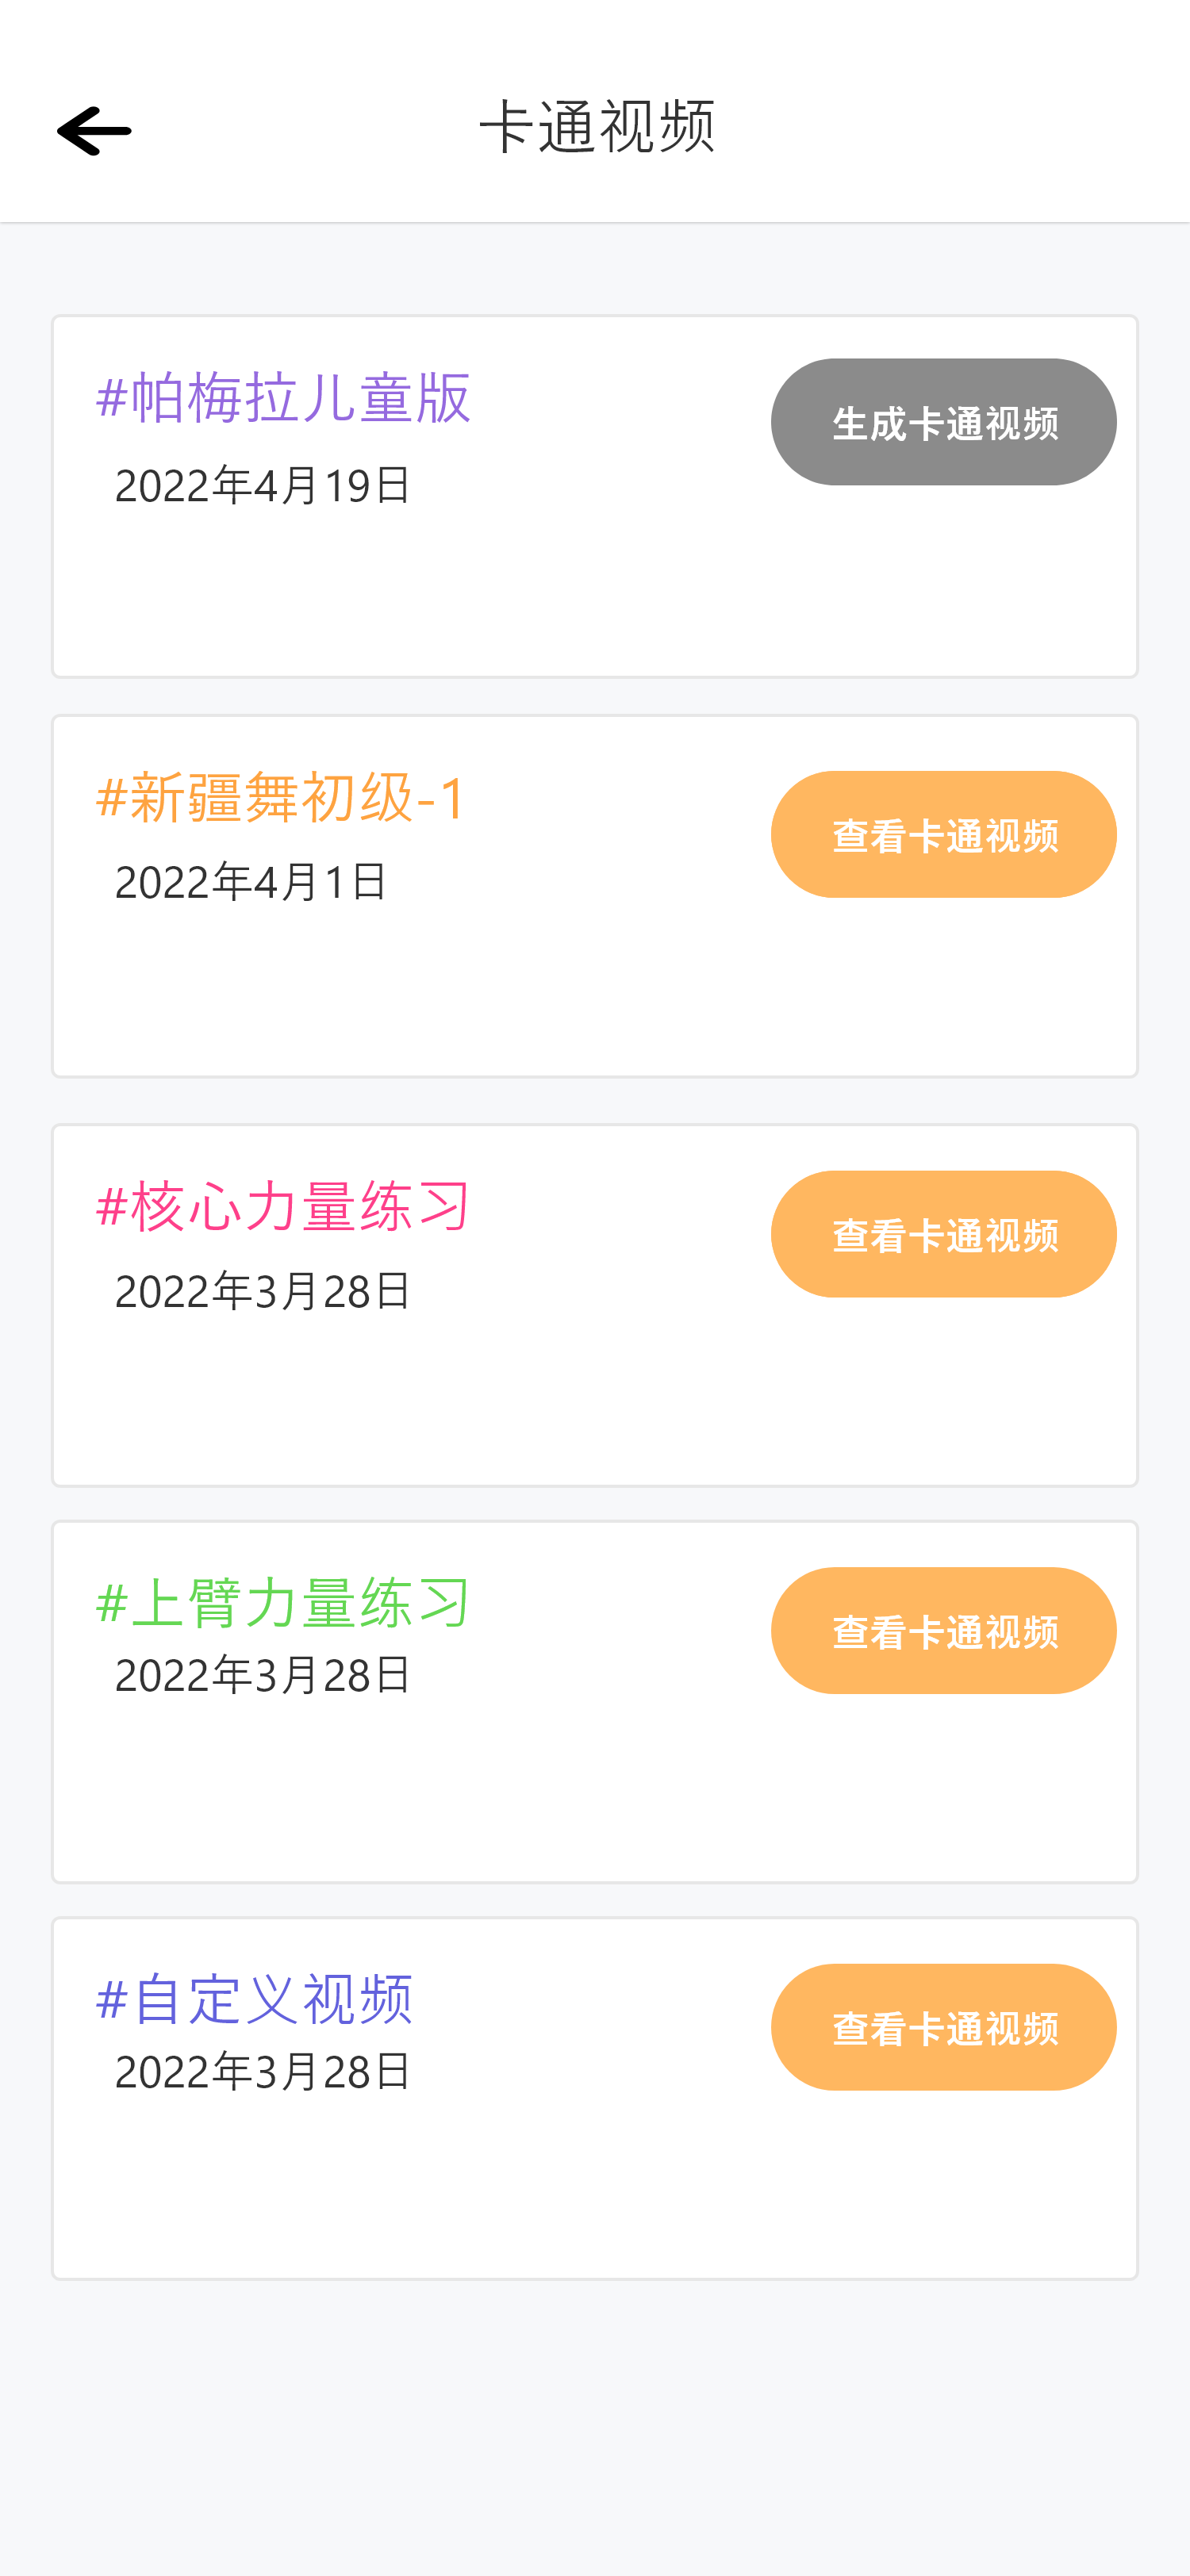 卡通视频
#帕梅拉儿童版
生成卡通视频
2022年4月19日
#新疆舞初级-1
查看卡通视频
2022年4月1日
#核心力量练习
查看卡通视频
2022年3月28日
#上臂力量练习
查看卡通视频
2022年3月28日
#自定义视频
查看卡通视频
2022年3月28日